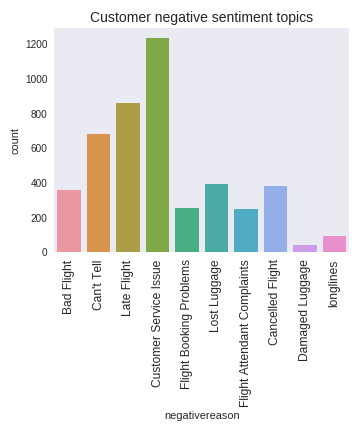 Customer negative sentiment topics
count
1200
1000
800
600
400
200
0
Bad Flight
Can't Tell
Late Flight
Customer Service Issue
Flight Booking Problems
Lost Luggage
Flight Attendant Complaints
Cancelled Flight
Damaged Luggage
longlines
negativereason